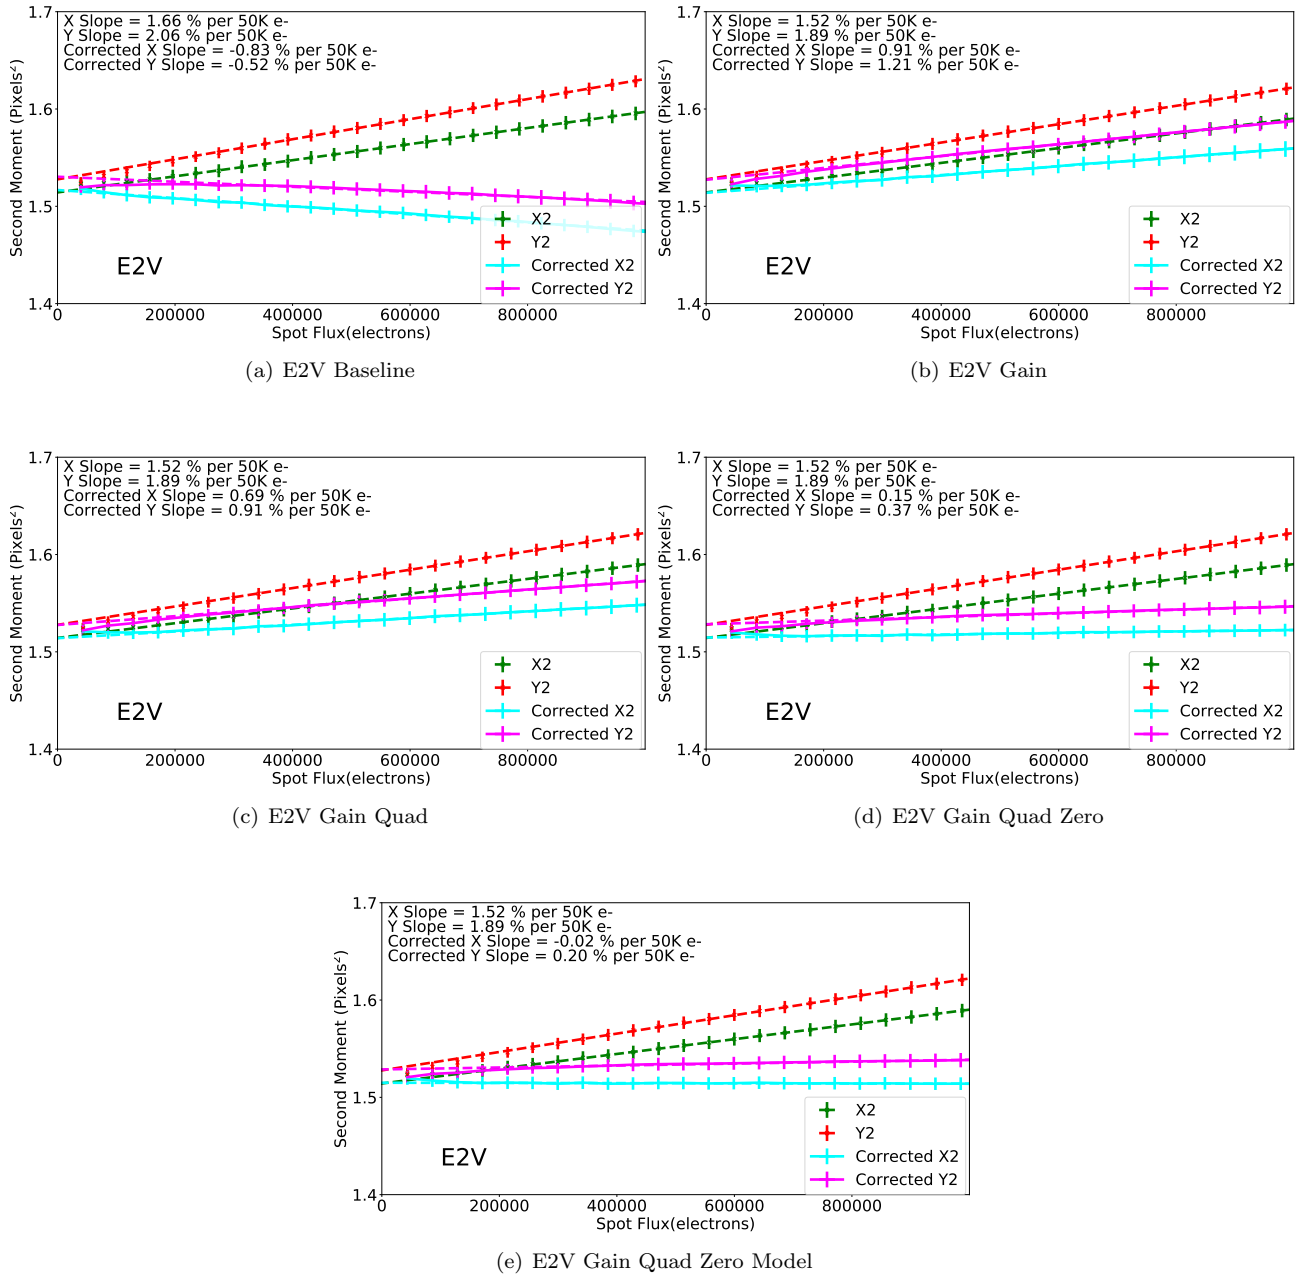 1.7
1.6
1.5
1.4
Second Moment (Pixels²)
X Slope = 1.66 % per 50K e-
Y Slope = 2.06 % per 50K e-
Corrected X Slope = -0.83 % per 50K e-
Corrected Y Slope = -0.52 % per 50K e-
E2V
X2
Y2
Corrected X2
Corrected Y2
0 200000 400000 600000 800000
Spot Flux(electrons)
(a) E2V Baseline
1.7
1.6
1.5
1.4
Second Moment (Pixels²)
X Slope = 1.52 % per 50K e-
Y Slope = 1.89 % per 50K e-
Corrected X Slope = 0.91 % per 50K e-
Corrected Y Slope = 1.21 % per 50K e-
E2V
X2
Y2
Corrected X2
Corrected Y2
0 200000 400000 600000 800000
Spot Flux(electrons)
(b) E2V Gain
1.7
1.6
1.5
1.4
Second Moment (Pixels²)
X Slope = 1.52 % per 50K e-
Y Slope = 1.89 % per 50K e-
Corrected X Slope = 0.69 % per 50K e-
Corrected Y Slope = 0.91 % per 50K e-
E2V
X2
Y2
Corrected X2
Corrected Y2
0 200000 400000 600000 800000
Spot Flux(electrons)
(c) E2V Gain Quad
1.7
1.6
1.5
1.4
Second Moment (Pixels²)
X Slope = 1.52 % per 50K e-
Y Slope = 1.89 % per 50K e-
Corrected X Slope = 0.15 % per 50K e-
Corrected Y Slope = 0.37 % per 50K e-
E2V
X2
Y2
Corrected X2
Corrected Y2
0 200000 400000 600000 800000
Spot Flux(electrons)
(d) E2V Gain Quad Zero
1.7
1.6
1.5
1.4
Second Moment (Pixels²)
X Slope = 1.52 % per 50K e-
Y Slope = 1.89 % per 50K e-
Corrected X Slope = -0.02 % per 50K e-
Corrected Y Slope = 0.20 % per 50K e-
E2V
X2
Y2
Corrected X2
Corrected Y2
0 200000 400000 600000 800000
Spot Flux(electrons)
(e) E2V Gain Quad Zero Model